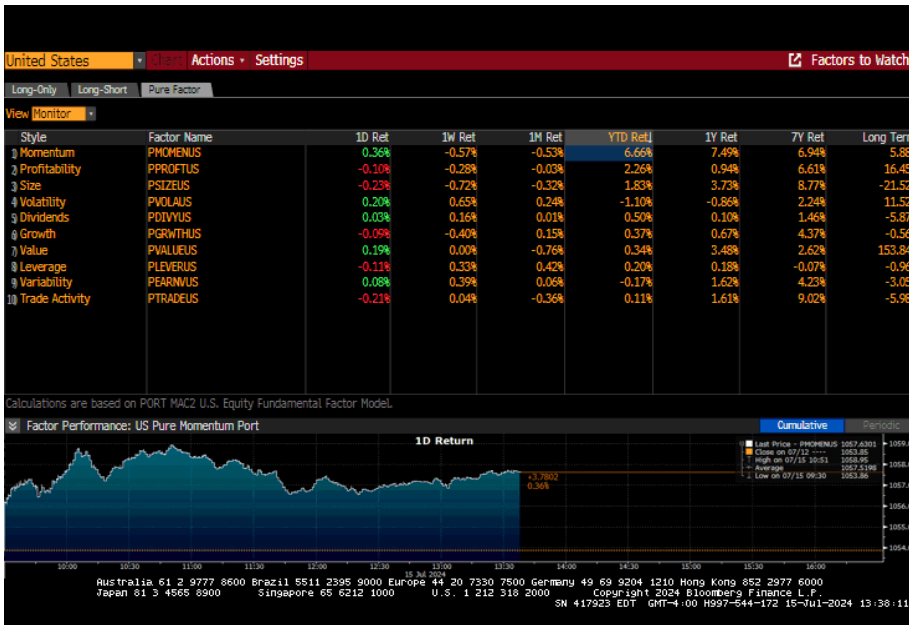 United States Chart Actions Settings Factors to Watch
Long-Only Long-Short Pure Factor
View Monitor
Style Factor Name 1D Ret 1W Ret 1M Ret YTD Ret↓ 1Y Ret 7Y Ret Long Term
1) Momentum PMOMENUS 0.36% -0.57% -0.53% 6.66% 7.49% 6.94% 5.88
2) Profitability PPROFTUS -0.10% -0.28% -0.03% 2.26% 0.94% 6.61% 16.45
3) Size PSIZEUS -0.23% -0.72% -0.32% 1.83% 3.73% 8.77% -21.52
4) Volatility PVOLAUS 0.20% 0.65% 0.24% -1.10% -0.86% 2.24% 11.52
5) Dividends PDIVYUS 0.03% 0.16% 0.01% 0.50% 0.10% 1.46% -5.87
6) Growth PGRWTHUS -0.09% -0.40% 0.15% 0.37% 0.67% 4.37% -0.56
7) Value PVALUEUS 0.19% 0.00% -0.76% 0.34% 3.48% 2.62% 153.84
8) Leverage PLEVERUS -0.11% 0.33% 0.42% 0.20% 0.18% -0.07% -0.96
9) Variability PEARNVUS 0.08% 0.39% 0.06% -0.17% 1.62% 4.23% -3.05
10) Trade Activity PTRADEUS -0.21% 0.04% -0.36% 0.11% 1.61% 9.02% -5.98
Calculations are based on PORT MAC2 U.S. Equity Fundamental Factor Model.
Factor Performance: US Pure Momentum Port Cumulative Periodic
1D Return
Last Price - PMOMENUS 1057.6301
Close on 07/12 ---- 1053.85
High on 07/15 10:51 1058.95
Average 1057.5198
Low on 07/15 09:30 1053.86
1059.0
1058.0
1057.0
1056.0
1055.0
1054.0
+3.7802
0.36%
10:00 10:30 11:00 11:30 12:00 12:30 13:00 13:30 14:00 14:30 15:00 15:30 16:00
15 Jul 2024
Australia 61 2 9777 8600 Brazil 5511 2395 9000 Europe 44 20 7330 7500 Germany 49 69 9204 1210 Hong Kong 852 2977 6000
Japan 81 3 4565 8900 Singapore 65 6212 1000 U.S. 1 212 318 2000 Copyright 2024 Bloomberg Finance L.P.
SN 417923 EDT GMT-4:00 H997-544-172 15-Jul-2024 13:38:11